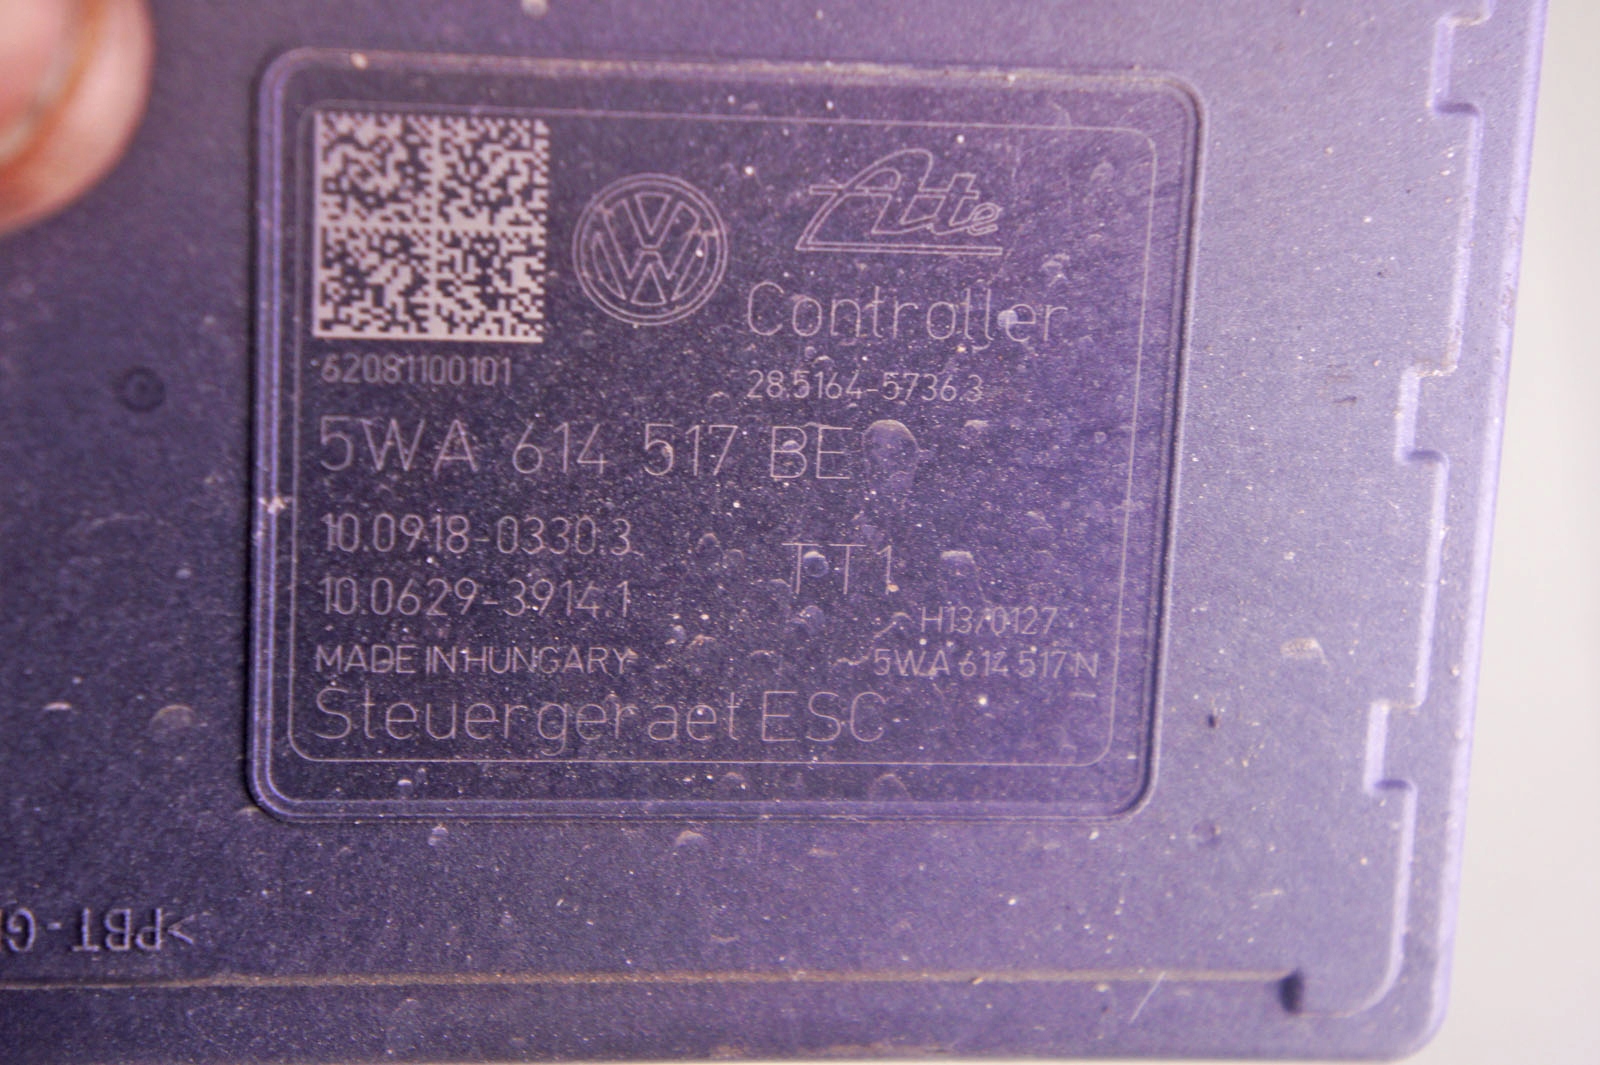 Ate
Controller
62081100101
28.5164-5736.3
5WA 614 517 BE
10.0918-0330.3
TT1
10.0629-3914.1
H13/0127
MADE IN HUNGARY
5WA 614 517 N
Steuergeraet ESC
>PBT-G